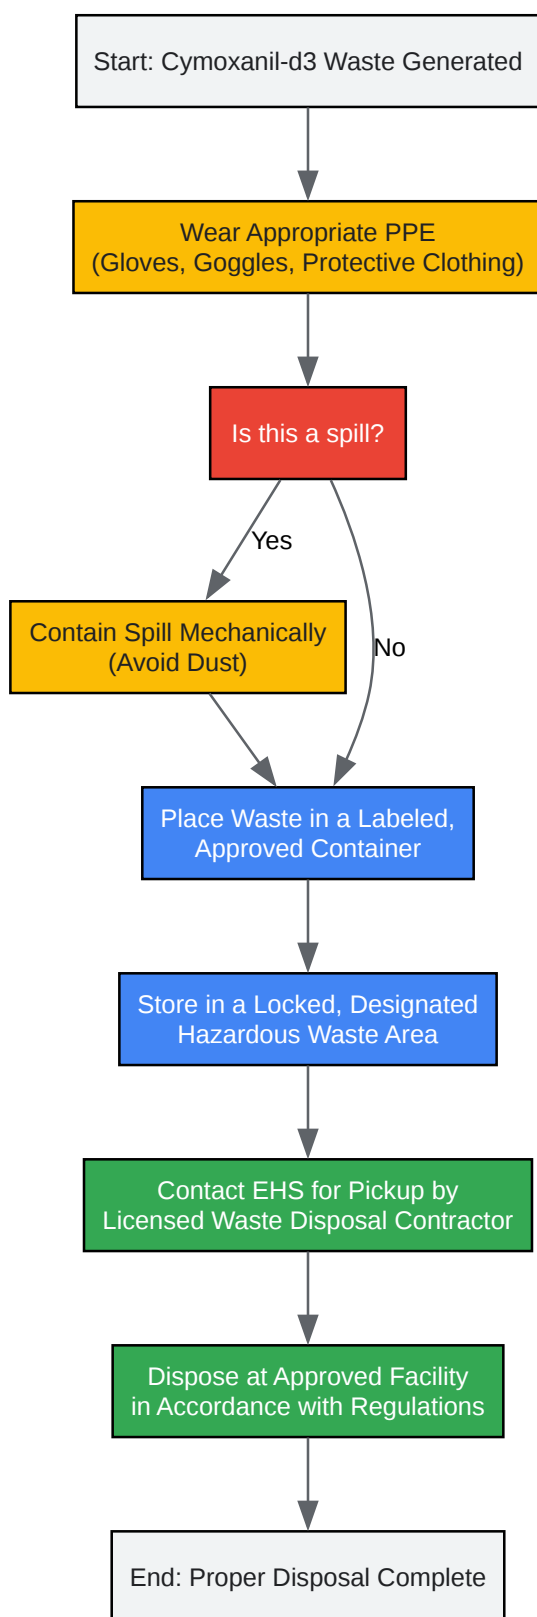 Start: Cymoxanil-d3 Waste Generated
Wear Appropriate PPE
(Gloves, Goggles, Protective Clothing)
Is this a spill?
Yes
Contain Spill Mechanically
(Avoid Dust)
No
Place Waste in a Labeled,
Approved Container
Store in a Locked, Designated
Hazardous Waste Area
Contact EHS for Pickup by
Licensed Waste Disposal Contractor
Dispose at Approved Facility
in Accordance with Regulations
End: Proper Disposal Complete